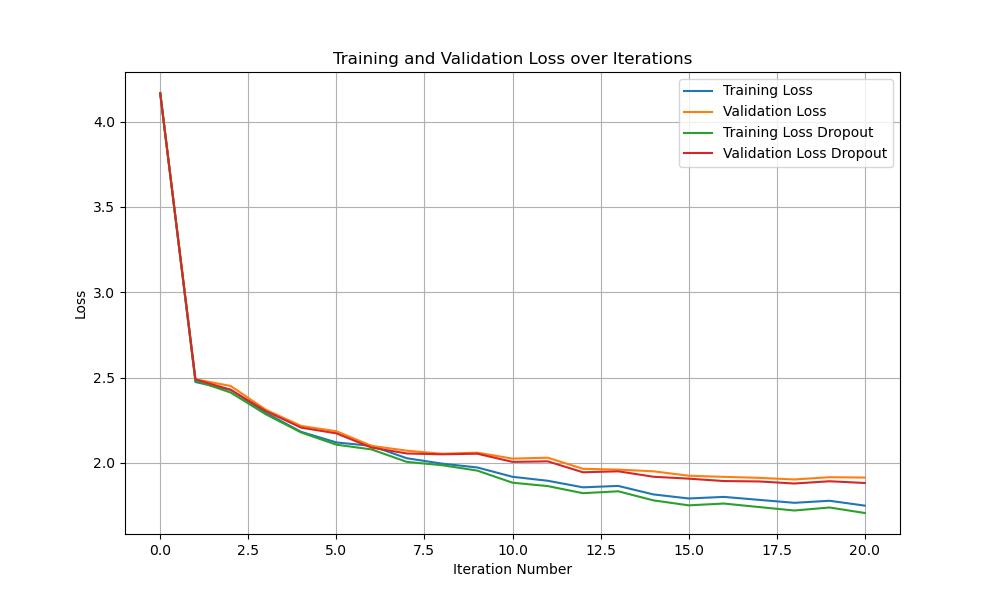 Training and Validation Loss over Iterations
Training Loss
Validation Loss
Training Loss Dropout
Validation Loss Dropout
4.0
3.5
3.0
2.5
2.0
Loss
0.0 2.5 5.0 7.5 10.0 12.5 15.0 17.5 20.0
Iteration Number